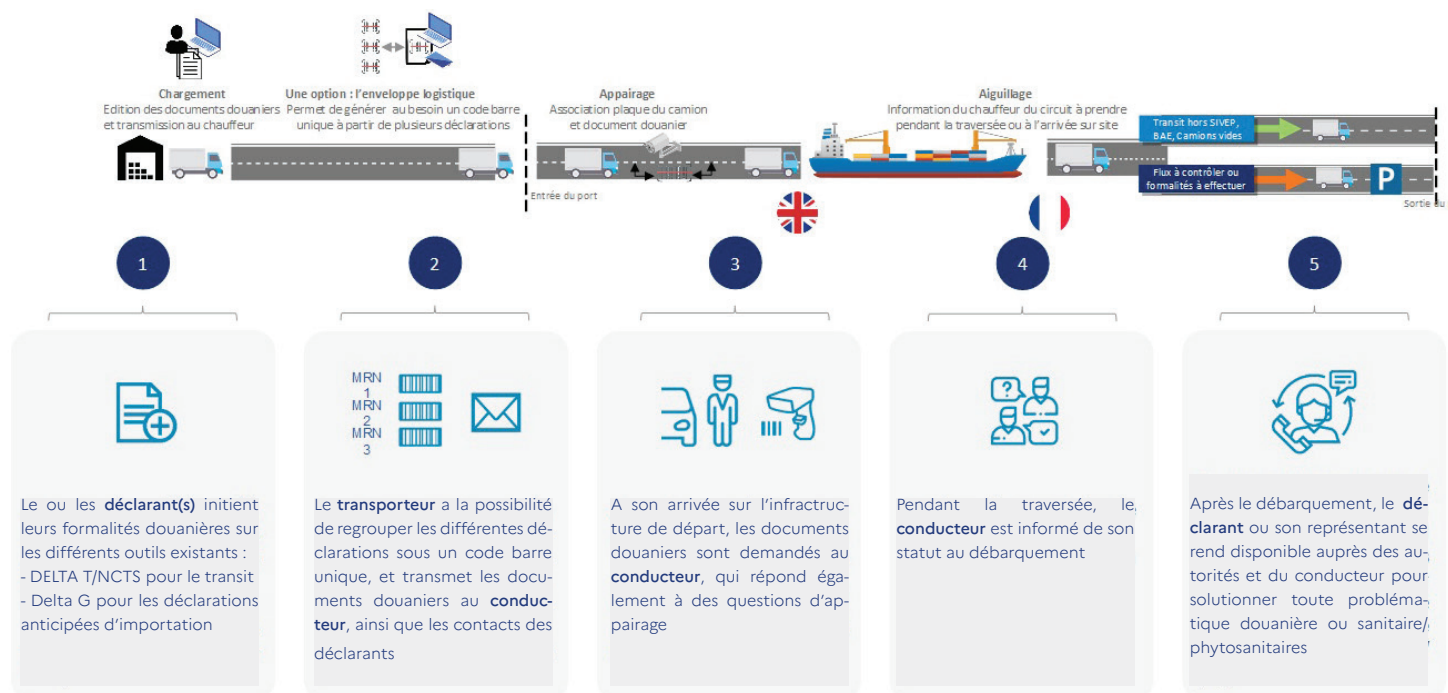 Chargement
Edition des documents douaniers
et transmission au chauffeur
Une option : l'enveloppe logistique
Permet de générer au besoin un code barre
unique à partir de plusieurs déclarations
Appairage
Association plaque du camion
et document douanier
Aiguillage
Information du chauffeur du circuit à prendre
pendant la traversée ou à l'arrivée sur site
Transit hors SIVEP,
BAE, Camions vides
Flux à contrôler ou
formalités à effectuer
P
Entrée du port
Sortie du
1
2
3
4
5
MRN
1
MRN
2
MRN
3
Le ou les déclarant(s) initient
leurs formalités douanières sur
les différents outils existants :
- DELTA T/NCTS pour le transit
- Delta G pour les déclarations
anticipées d'importation
Le transporteur a la possibilité
de regrouper les différentes dé-
clarations sous un code barre
unique, et transmet les docu-
ments douaniers au conduc-
teur, ainsi que les contacts des
déclarants
A son arrivée sur l'infractruc-
ture de départ, les documents
douaniers sont demandés au
conducteur, qui répond éga-
lement à des questions d'ap-
pairage
Pendant la traversée, le
conducteur est informé de son
statut au débarquement
Après le débarquement, le dé-
clarant ou son représentant se
rend disponible auprès des au-
torités et du conducteur pour
solutionner toute probléma-
tique douanière ou sanitaire/
phytosanitaires